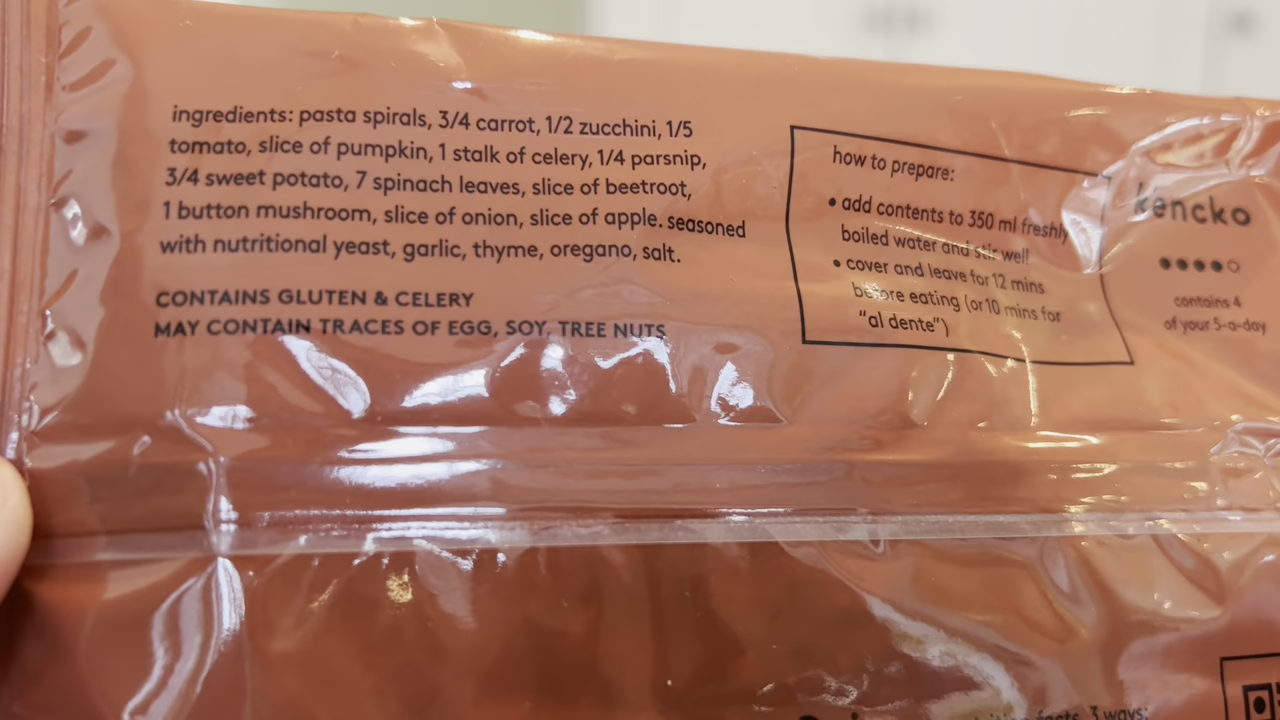 ingredients: pasta spirals, 3/4 carrot, 1/2 zucchini, 1/5
tomato, slice of pumpkin, 1 stalk of celery, 1/4 parsnip,
3/4 sweet potato, 7 spinach leaves, slice of beetroot,
1 button mushroom, slice of onion, slice of apple. seasoned
with nutritional yeast, garlic, thyme, oregano, salt.
CONTAINS GLUTEN & CELERY
MAY CONTAIN TRACES OF EGG, SOY, TREE NUTS
how to prepare:
• add contents to 350 ml freshly
boiled water and stir well
• cover and leave for 12 mins
before eating (or 10 mins for
"al dente")
kencko
contains 4
of your 5-a-day
facts, 3 ways: